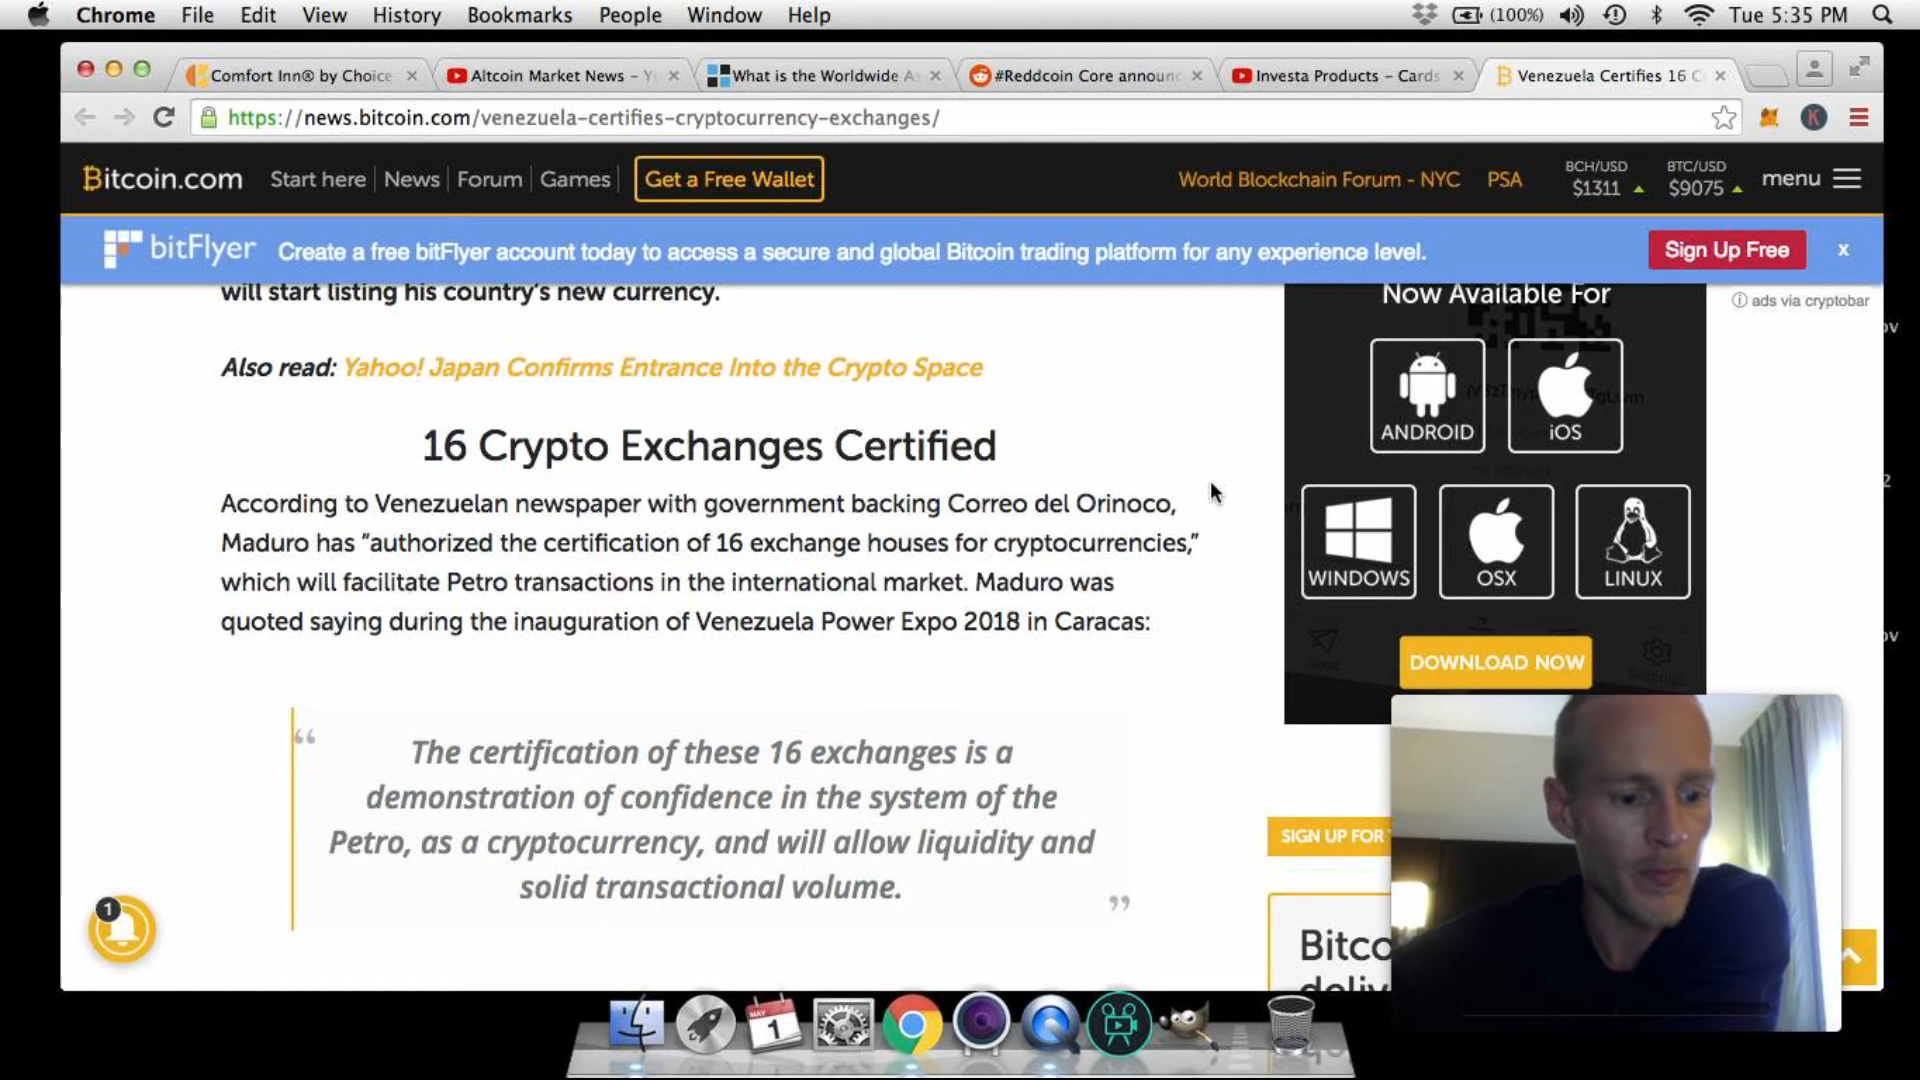 Chrome File Edit View History Bookmarks People Window Help (100%) Tue 5:35 PM
Comfort Inn® by Choice Altcoin Market News – Y What is the Worldwide A #Reddcoin Core announc Investa Products – Cards Venezuela Certifies 16 C
https://news.bitcoin.com/venezuela-certifies-cryptocurrency-exchanges/ K
Bitcoin.com Start here News Forum Games Get a Free Wallet World Blockchain Forum - NYC PSA BCH/USD $1311 BTC/USD $9075 menu
bitFlyer Create a free bitFlyer account today to access a secure and global Bitcoin trading platform for any experience level. Sign Up Free x
will start listing his country's new currency.
Now Available For
ads via cryptobar
Also read: Yahoo! Japan Confirms Entrance Into the Crypto Space
ANDROID iOS
16 Crypto Exchanges Certified
According to Venezuelan newspaper with government backing Correo del Orinoco,
Maduro has “authorized the certification of 16 exchange houses for cryptocurrencies,”
which will facilitate Petro transactions in the international market. Maduro was
quoted saying during the inauguration of Venezuela Power Expo 2018 in Caracas:
WINDOWS OSX LINUX
DOWNLOAD NOW
“
The certification of these 16 exchanges is a
demonstration of confidence in the system of the
Petro, as a cryptocurrency, and will allow liquidity and
solid transactional volume.
”
SIGN UP FOR
Bitco
deliv
1
MAY
1